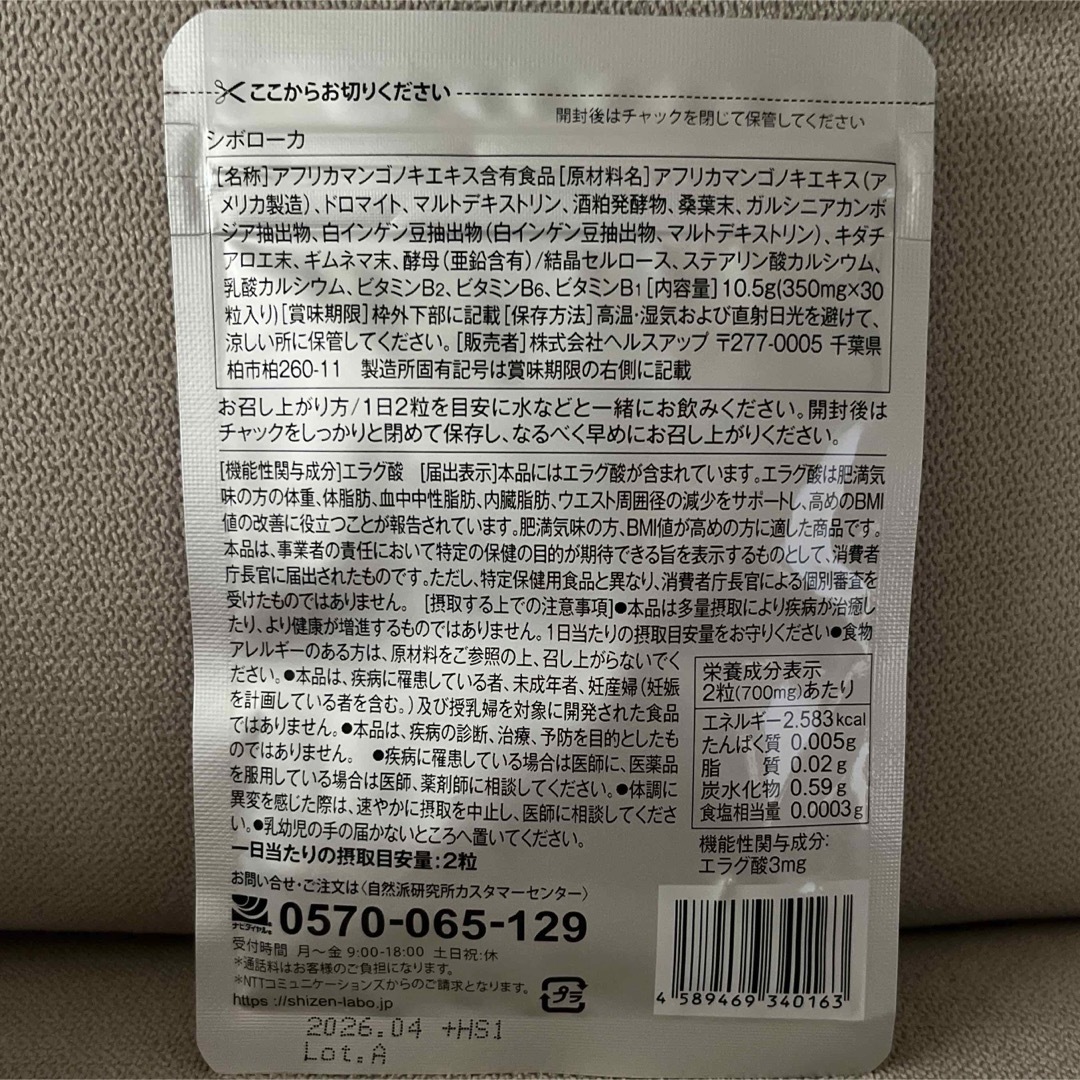 ここからお切りください
開封後はチャックを閉じて保管してください
シボローカ
[名称]アフリカマンゴノキエキス含有食品[原材料名]アフリカマンゴノキエキス(ア
メリカ製造)、ドロマイト、マルトデキストリン、酒粕発酵物、桑葉末、ガルシニアカンボ
ジア抽出物、白インゲン豆抽出物(白インゲン豆抽出物、マルトデキストリン)、キダチ
アロエ末、ギムネマ末、酵母(亜鉛含有)/結晶セルロース、ステアリン酸カルシウム、
乳酸カルシウム、ビタミンB2、ビタミンB6、ビタミンB1[内容量]10.5g(350mg×30
粒入り)[賞味期限]枠外下部に記載[保存方法]高温・湿気および直射日光を避けて、
涼しい所に保管してください。[販売者]株式会社ヘルスアップ 〒277-0005 千葉県
柏市柏260-11 製造所固有記号は賞味期限の右側に記載
お召し上がり方/1日2粒を目安に水などと一緒にお飲みください。開封後は
チャックをしっかりと閉めて保存し、なるべく早めにお召し上がりください。
[機能性関与成分]エラグ酸 [届出表示]本品にはエラグ酸が含まれています。エラグ酸は肥満気
味の方の体重、体脂肪、血中中性脂肪、内臓脂肪、ウエスト周囲径の減少をサポートし、高めのBMI
値の改善に役立つことが報告されています。肥満気味の方、BMI値が高めの方に適した商品です。
本品は、事業者の責任において特定の保健の目的が期待できる旨を表示するものとして、消費者
庁長官に届出されたものです。ただし、特定保健用食品と異なり、消費者庁長官による個別審査を
受けたものではありません。 [摂取する上での注意事項]●本品は多量摂取により疾病が治癒し
たり、より健康が増進するものではありません。1日当たりの摂取目安量をお守りください●食物
アレルギーのある方は、原材料をご参照の上、召し上がらないでく
ださい。●本品は、疾病に罹患している者、未成年者、妊産婦(妊娠
を計画している者を含む。)及び授乳婦を対象に開発された食品
ではありません。●本品は、疾病の診断、治療、予防を目的としたも
のではありません。 ●疾病に罹患している場合は医師に、医薬品
を服用している場合は医師、薬剤師に相談してください。●体調に
異変を感じた際は、速やかに摂取を中止し、医師に相談してくださ
い。●乳幼児の手の届かないところへ置いてください。
一日当たりの摂取目安量:2粒
栄養成分表示
2粒(700mg)あたり
エネルギー 2.583kcal
たんぱく質 0.005g
脂 質 0.02g
炭水化物 0.59g
食塩相当量 0.0003g
機能性関与成分:
エラグ酸3mg
お問い合せ・ご注文は〈自然派研究所カスタマーセンター〉
ナビダイヤル®
0570-065-129
受付時間 月〜金 9:00-18:00 土日祝:休
*通話料はお客様のご負担になります。
*NTTコミュニケーションズからのご請求となります。
https://shizen-labo.jp
プラ
4 589469 340163
2026.04 +HS1
Lot.A